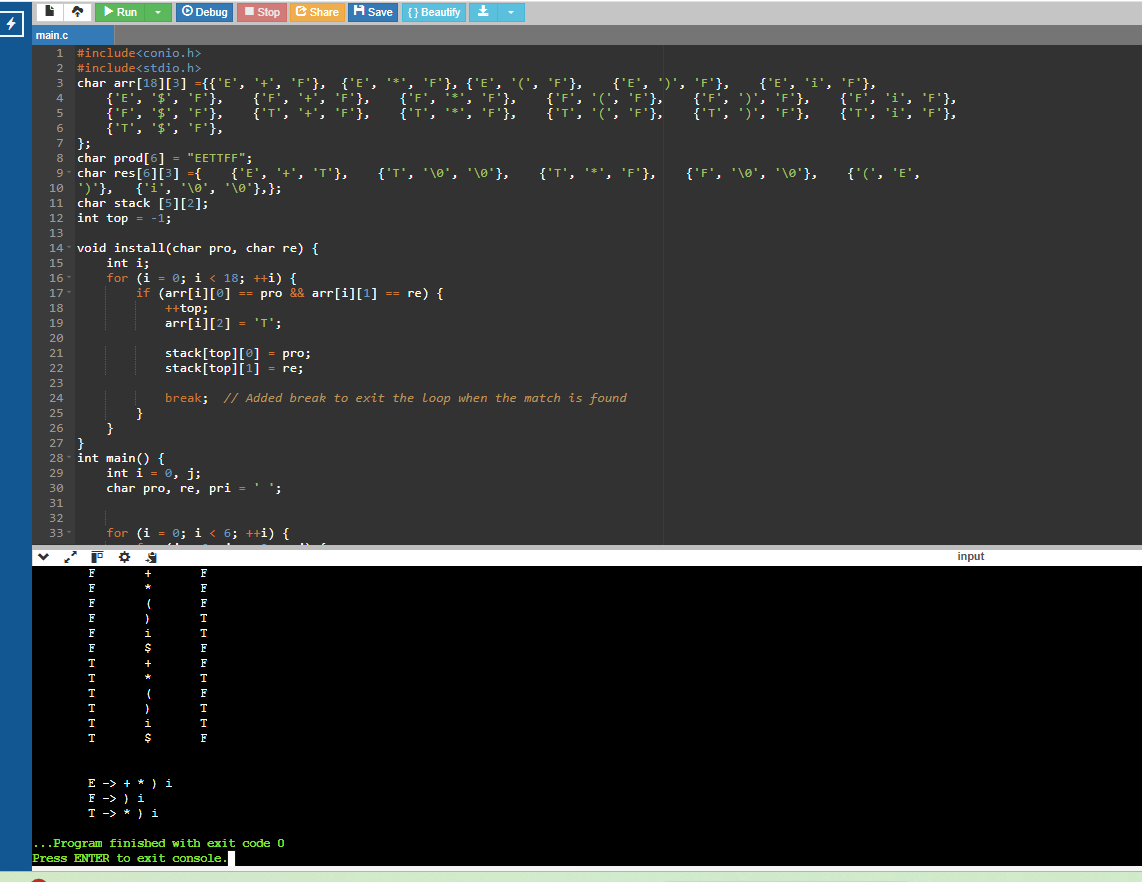 Run Debug Stop Share Save { } Beautify
main.c
1 #include<conio.h>
2 #include<stdio.h>
3 char arr[18][3] ={{'E', '+', 'F'}, {'E', '*', 'F'}, {'E', '(', 'F'}, {'E', ')', 'F'}, {'E', 'i', 'F'},
4 {'E', '$', 'F'}, {'F', '+', 'F'}, {'F', '*', 'F'}, {'F', '(', 'F'}, {'F', ')', 'F'}, {'F', 'i', 'F'},
5 {'F', '$', 'F'}, {'T', '+', 'F'}, {'T', '*', 'F'}, {'T', '(', 'F'}, {'T', ')', 'F'}, {'T', 'i', 'F'},
6 {'T', '$', 'F'},
7 };
8 char prod[6] = "EETTFF";
9 char res[6][3] ={ {'E', '+', 'T'}, {'T', '\0', '\0'}, {'T', '*', 'F'}, {'F', '\0', '\0'}, {'(', 'E',
10 ')'}, {'i', '\0', '\0'},};
11 char stack [5][2];
12 int top = -1;
13
14 void install(char pro, char re) {
15 int i;
16 for (i = 0; i < 18; ++i) {
17 if (arr[i][0] == pro && arr[i][1] == re) {
18 ++top;
19 arr[i][2] = 'T';
20
21 stack[top][0] = pro;
22 stack[top][1] = re;
23
24 break; // Added break to exit the loop when the match is found
25 }
26 }
27 }
28 int main() {
29 int i = 0, j;
30 char pro, re, pri = ' ';
31
32
33 for (i = 0; i < 6; ++i) {
input
F + F
F * F
F ( F
F ) T
F i T
F $ F
T + F
T * T
T ( F
T ) T
T i T
T $ F
E -> + * ) i
F -> ) i
T -> * ) i
...Program finished with exit code 0
Press ENTER to exit console.